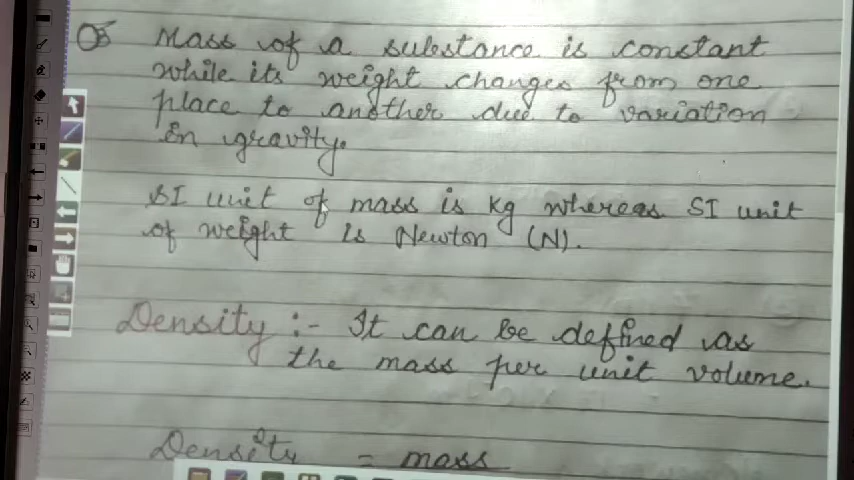 Mass of a substance is constant
while its weight changes from one
place to another due to variation
in gravity.
SI unit of mass is kg whereas SI unit
of weight is Newton (N).
Density :- It can be defined as
the mass per unit volume.
Density = mass